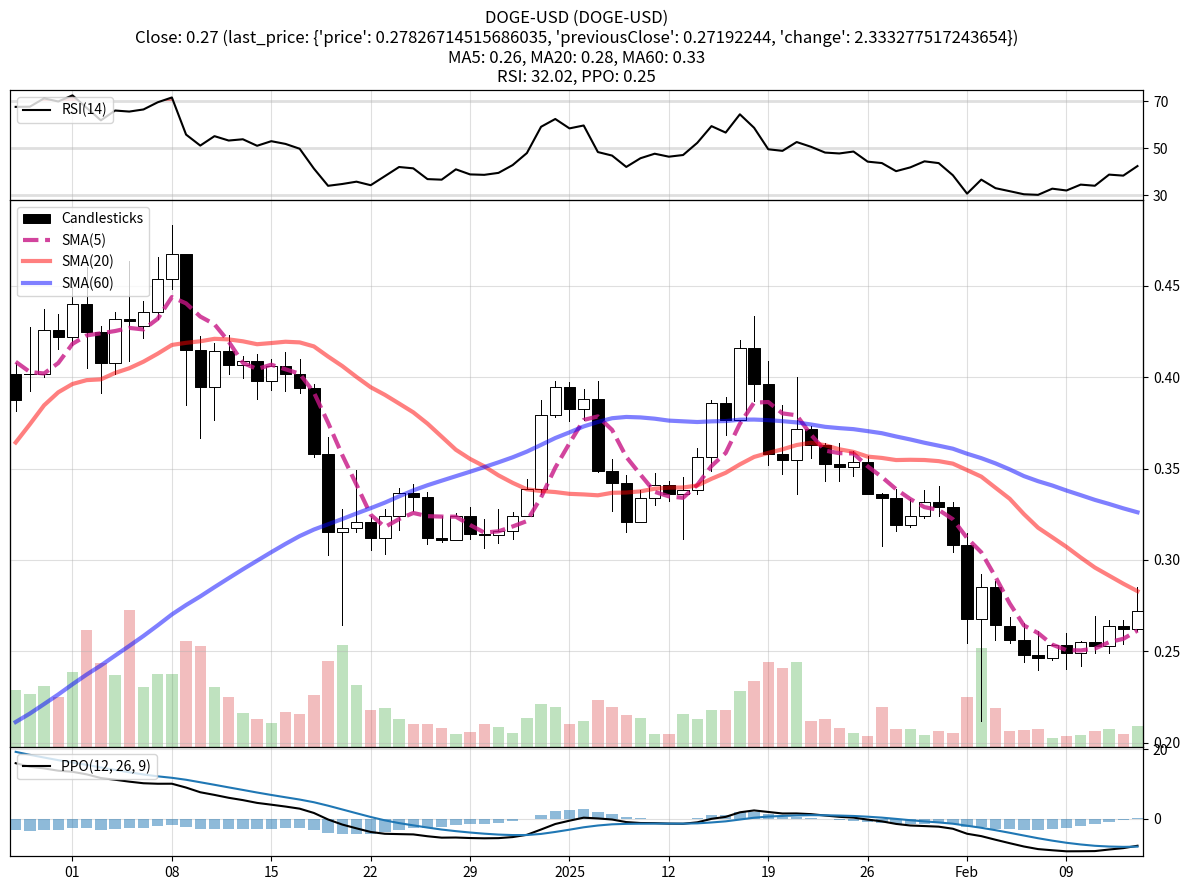 DOGE-USD (DOGE-USD)
Close: 0.27 (last_price: {'price': 0.27826714515686035, 'previousClose': 0.27192244, 'change': 2.333277517243654})
MA5: 0.26, MA20: 0.28, MA60: 0.33
RSI: 32.02, PPO: 0.25
RSI(14)
70
50
30
Candlesticks
SMA(5)
SMA(20)
SMA(60)
0.45
0.40
0.35
0.30
0.25
0.20
20
PPO(12, 26, 9)
0
01 08 15 22 29 2025 12 19 26 Feb 09